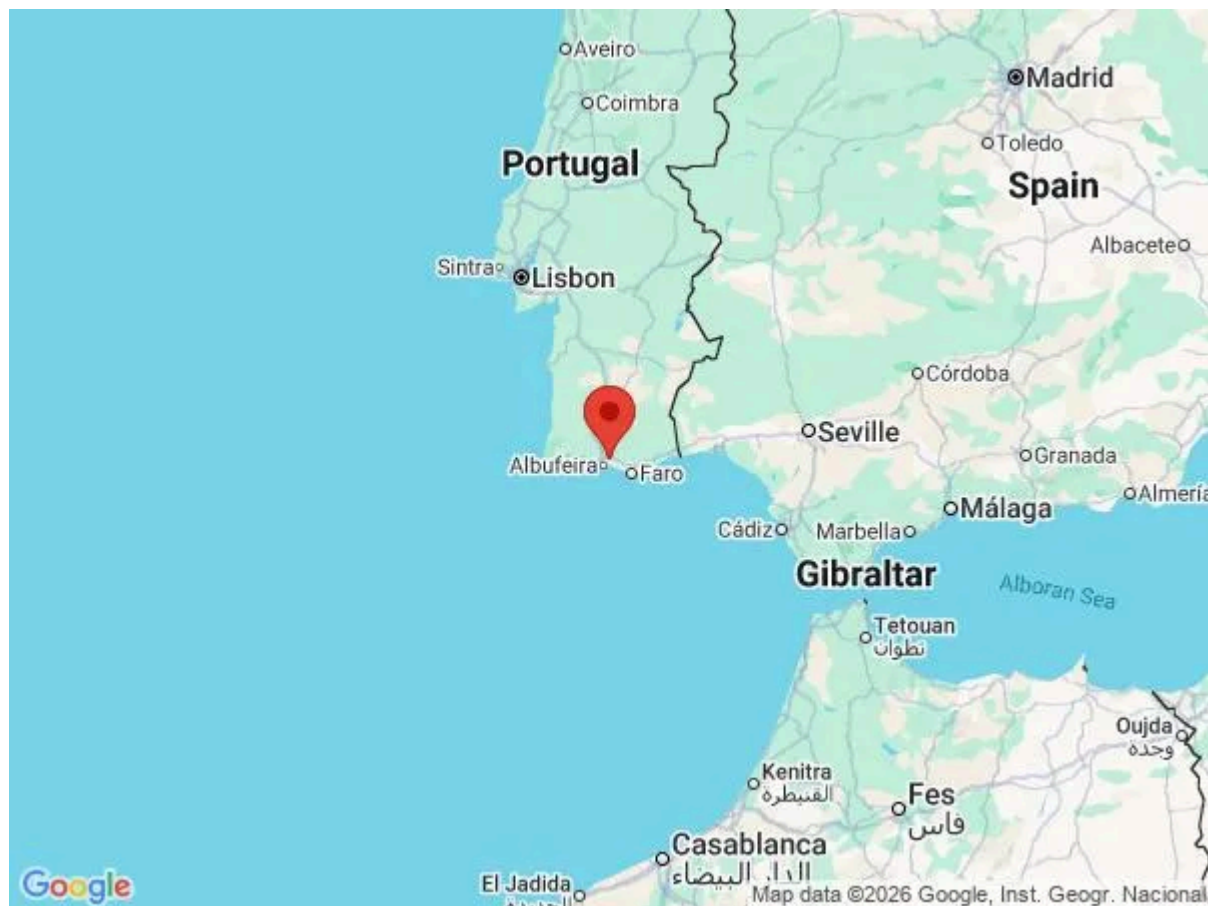 Aveiro
Coimbra
Madrid
Toledo
Portugal
Spain
Albacete
Sintra
Lisbon
Córdoba
Seville
Granada
Albufeira
Faro
Almería
Málaga
Cádiz
Marbella
Gibraltar
Alboran Sea
Tetouan
تطوان
Oujda
وجدة
Kenitra
القنيطرة
Fes
فاس
Casablanca
الدار البيضاء
El Jadida
Google
Map data ©2026 Google, Inst. Geogr. Nacional